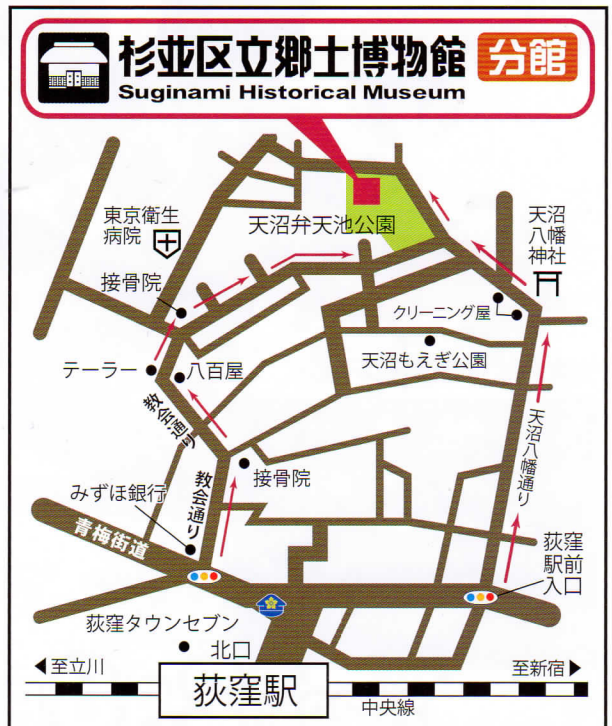 杉並区立郷土博物館 分館
Suginami Historical Museum
東京衛生
病院
天沼弁天池公園
天沼
八幡
神社
接骨院
クリーニング屋
テーラー
八百屋
天沼もえぎ公園
教会通り
天沼八幡通り
接骨院
教会通り
みずほ銀行
青梅街道
荻窪
駅前
入口
荻窪タウンセブン
北口
至立川
至新宿
荻窪駅
中央線